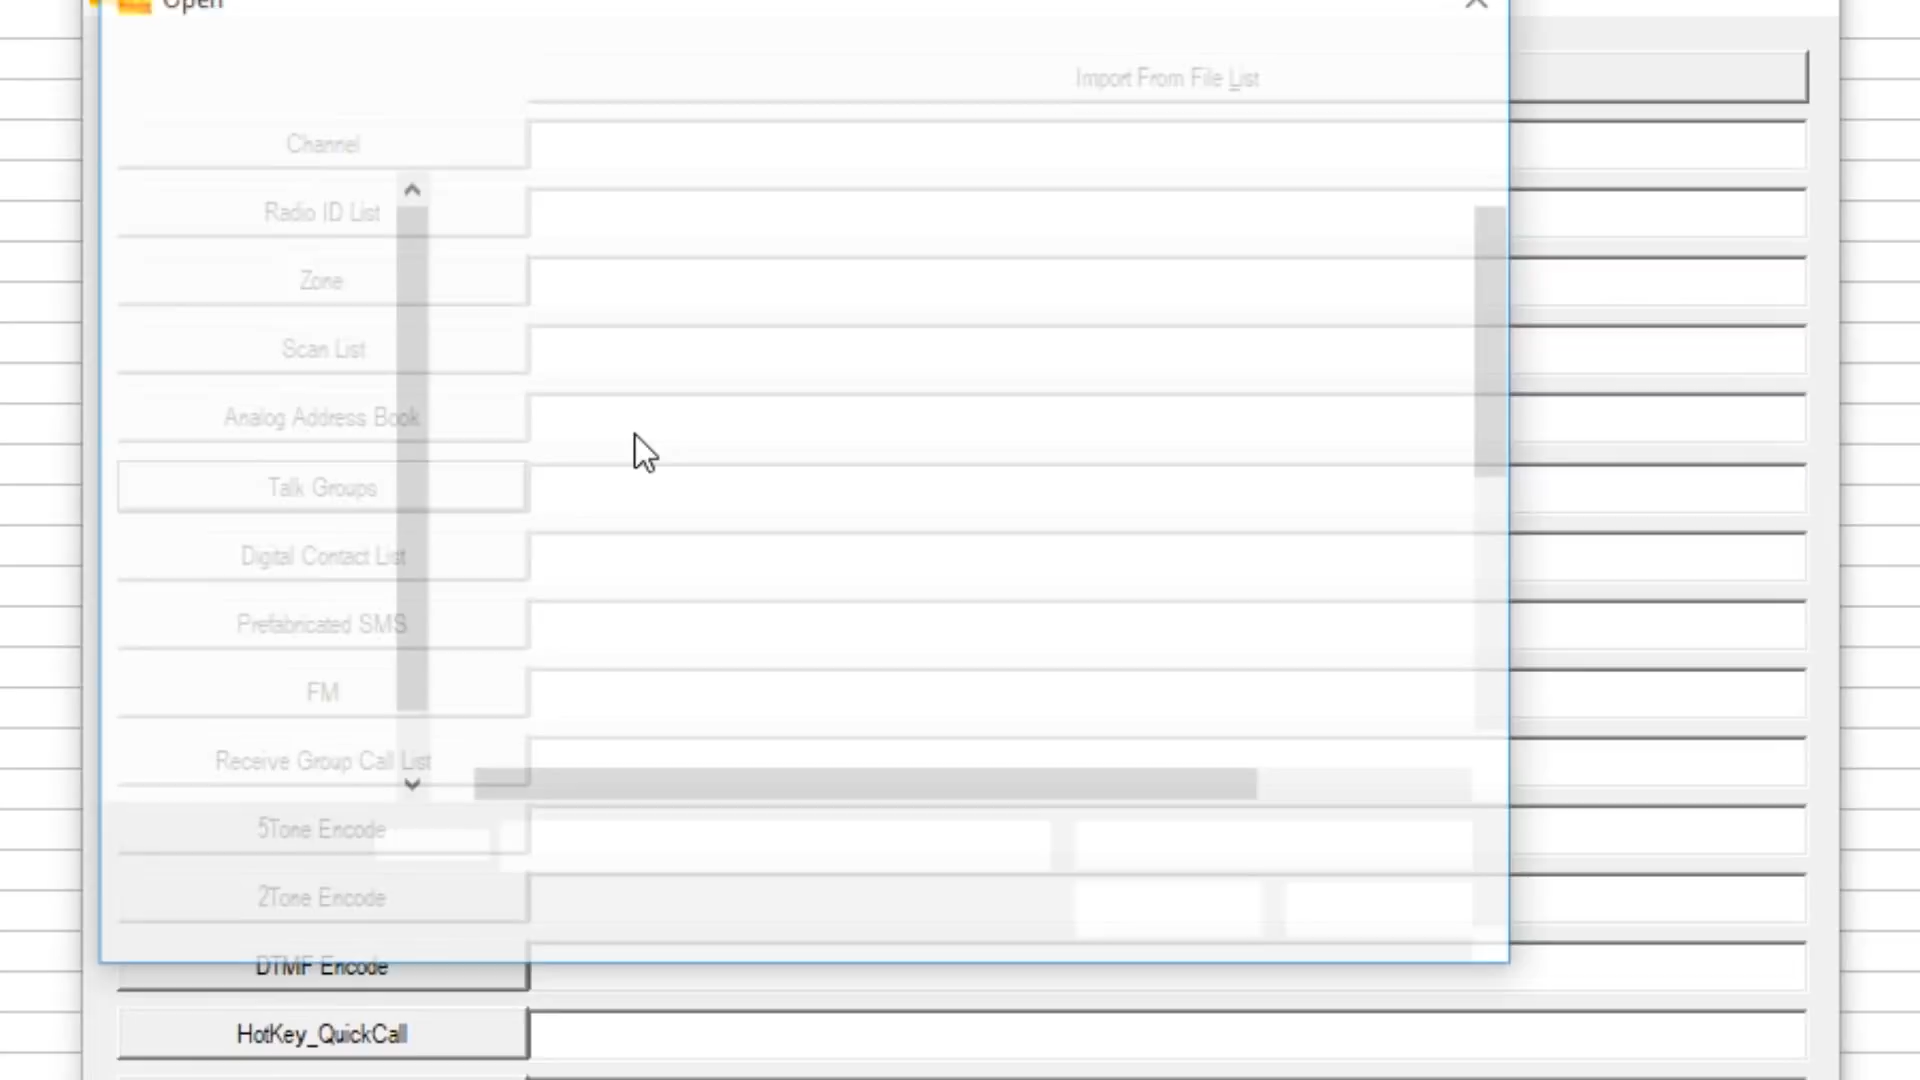 Open
Import From File List
Channel
Radio ID List
Zone
Scan List
Analog Address Book
Talk Groups
Digital Contact List
Prefabricated SMS
FM
Receive Group Call List
5Tone Encode
2Tone Encode
DTMF Encode
HotKey_QuickCall